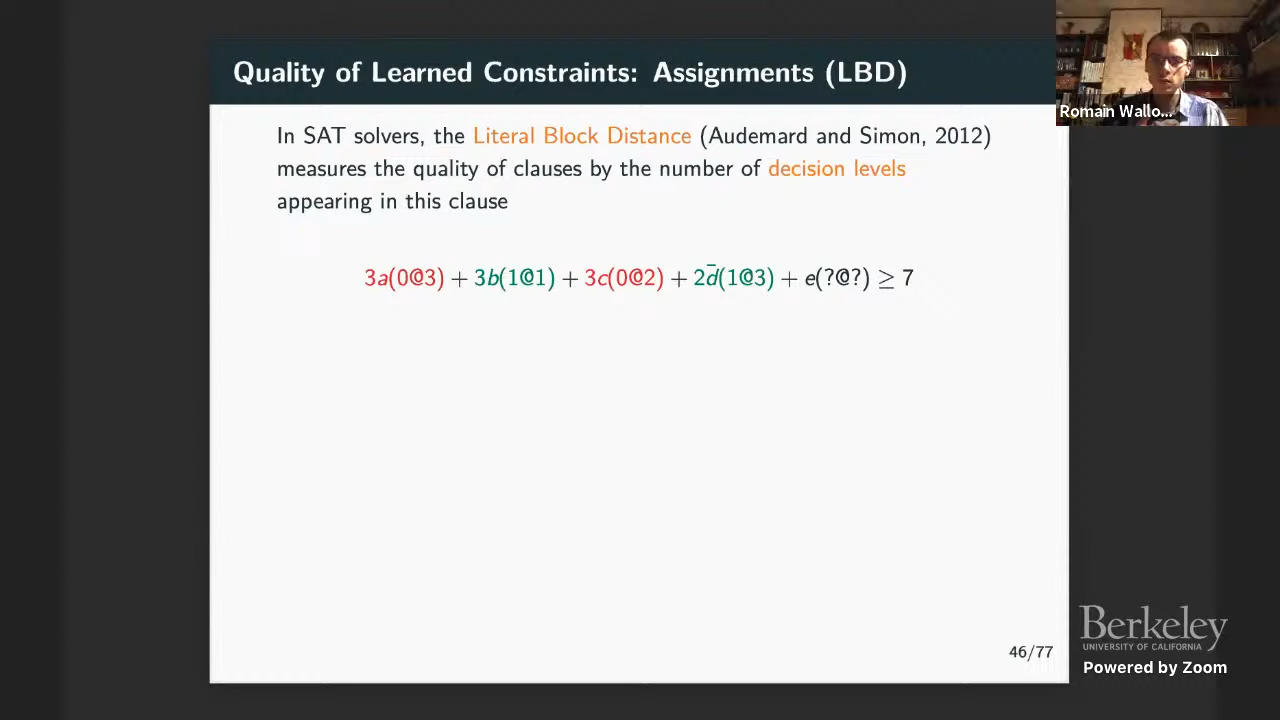 Quality of Learned Constraints: Assignments (LBD)
Romain Wallo...
In SAT solvers, the Literal Block Distance (Audemard and Simon, 2012)
measures the quality of clauses by the number of decision levels
appearing in this clause
3a(0@3) + 3b(1@1) + 3c(0@2) + 2d̄(1@3) + e(?@?) ≥ 7
46/77
Berkeley
UNIVERSITY OF CALIFORNIA
Powered by Zoom